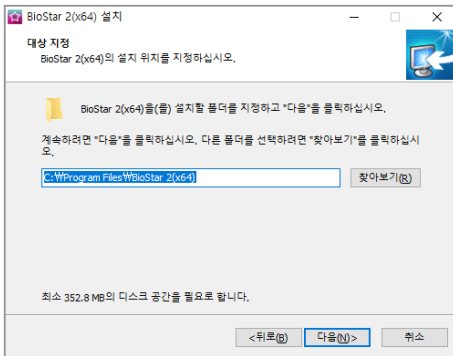 BioStar 2(x64) 설치
대상 지정
BioStar 2(x64)의 설치 위치를 지정하십시오.
BioStar 2(x64)을(를) 설치할 폴더를 지정하고 "다음"을 클릭하십시오.
계속하려면 "다음"을 클릭하십시오. 다른 폴더를 선택하려면 "찾아보기"를 클릭하십시
오.
C:₩Program Files₩BioStar 2(x64)
찾아보기(R)
최소 352.8 MB의 디스크 공간을 필요로 합니다.
<뒤로(B)
다음(N)>
취소